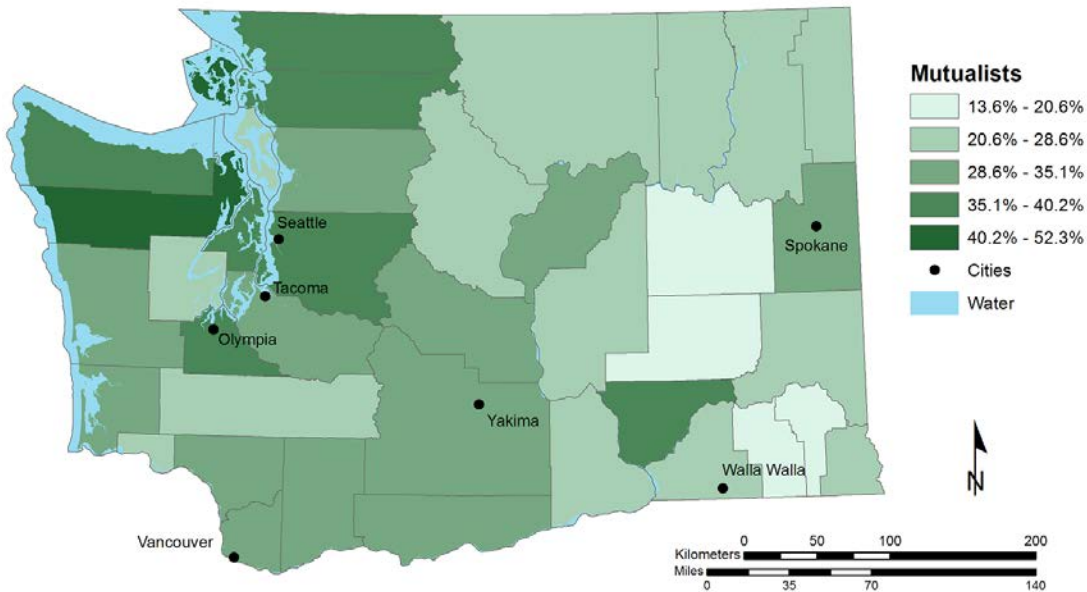 Mutualists
13.6% - 20.6%
20.6% - 28.6%
28.6% - 35.1%
35.1% - 40.2%
40.2% - 52.3%
Cities
Water
Seattle
Spokane
Tacoma
Olympia
Yakima
Walla Walla
Vancouver
N
0 50 100 200
Kilometers
Miles
0 35 70 140